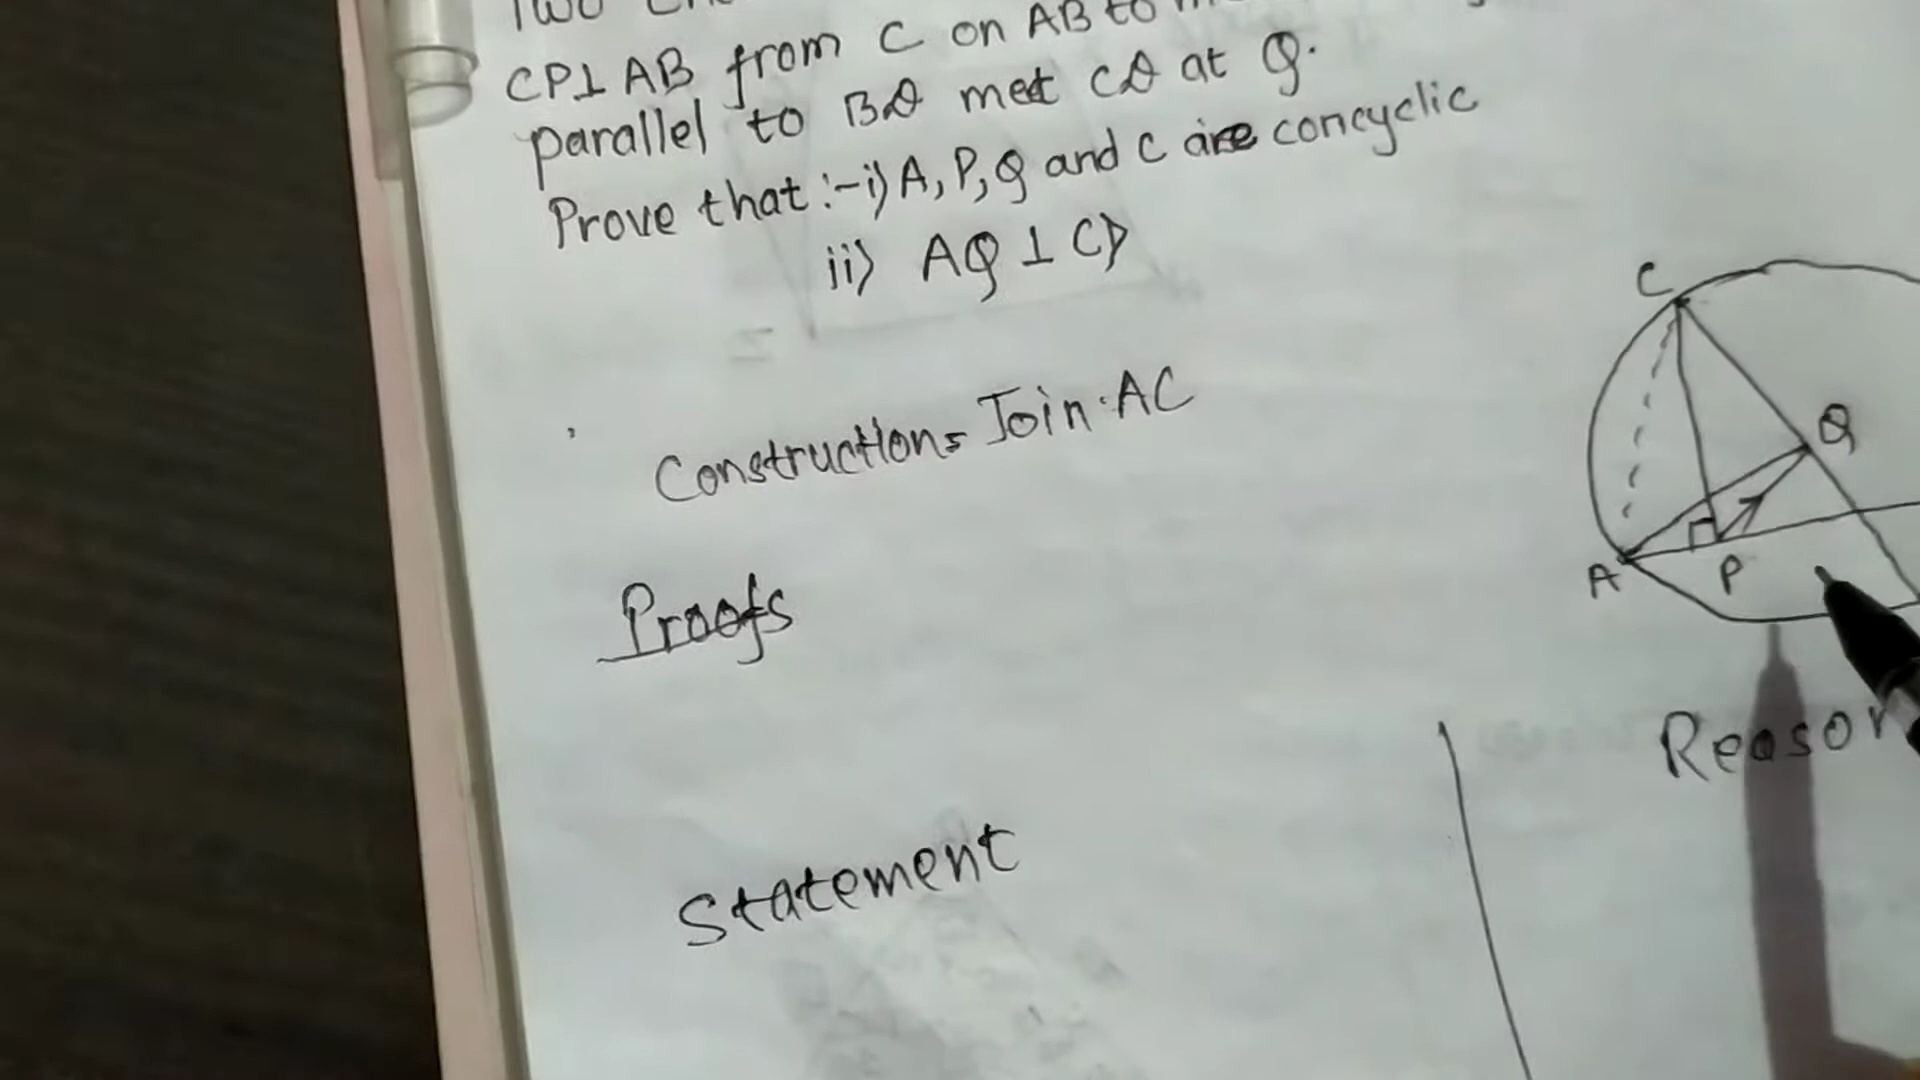 Two
CP⊥AB from C on AB to
parallel to BD met CD at Q.
Prove that :- i) A, P, Q and C are concyclic
ii) AQ ⊥ CD
Construction:- Join AC
C
Q
A
P
Proofs
Reason
Statement